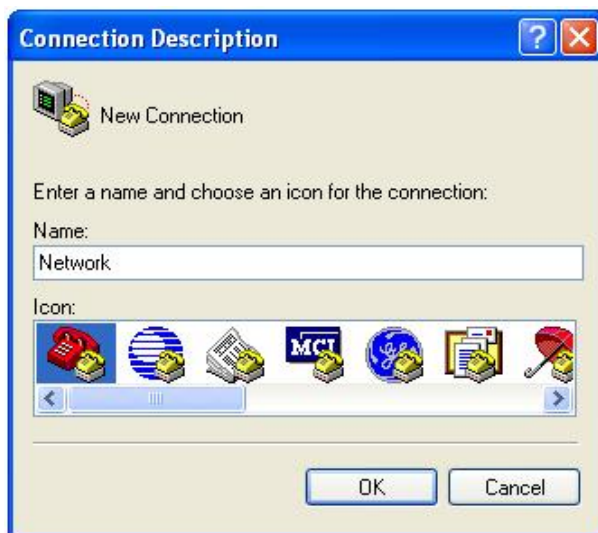 Connection Description
New Connection
Enter a name and choose an icon for the connection:
Name:
Network
Icon:
MCI
OK
Cancel